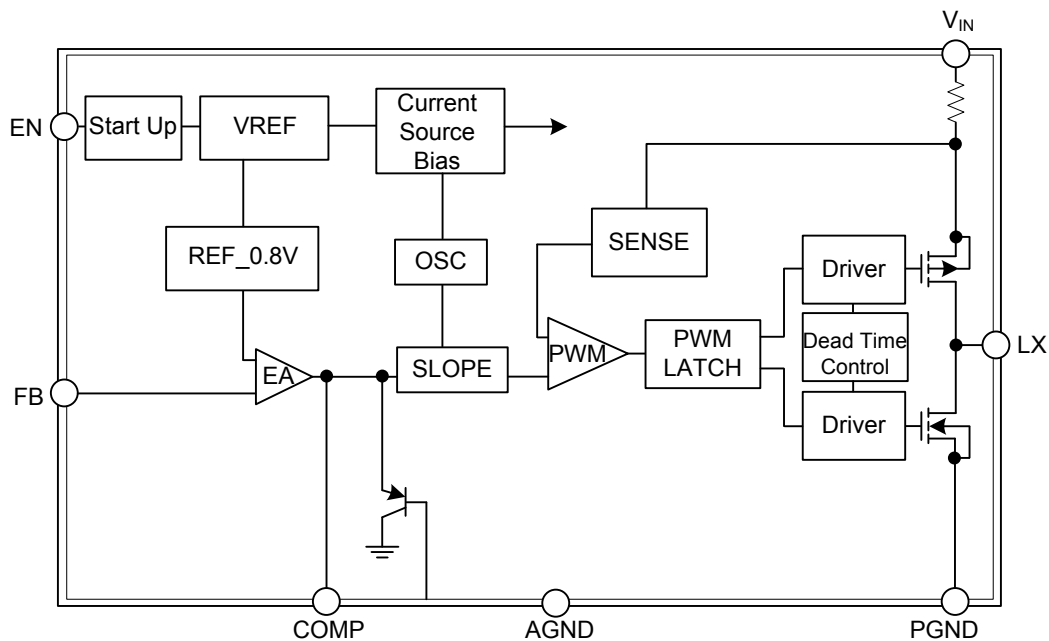 VIN
EN
Start Up
VREF
Current
Source
Bias
SENSE
REF_0.8V
OSC
Driver
PWM
PWM
LATCH
Dead Time
Control
LX
EA
SLOPE
FB
Driver
COMP
AGND
PGND